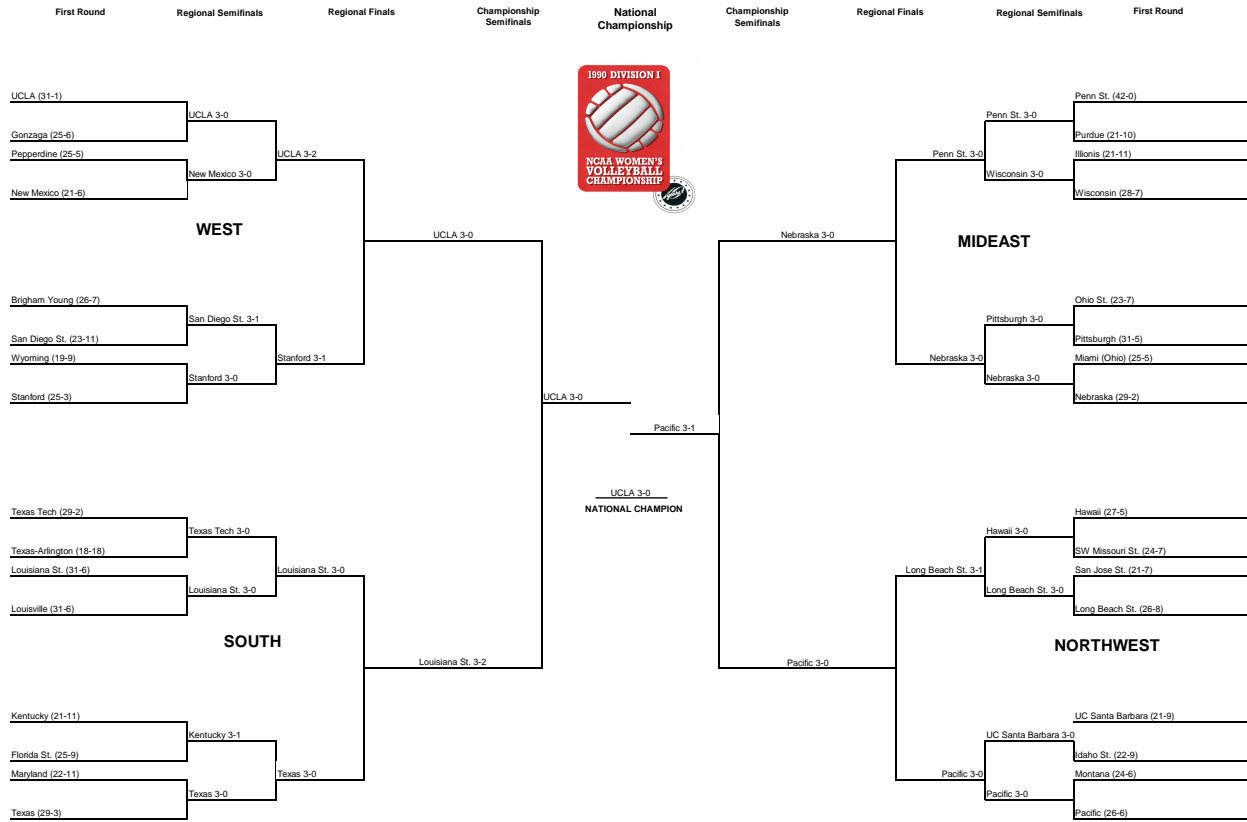 First Round
Regional Semifinals
Regional Finals
Championship
Semifinals
National
Championship
Championship
Semifinals
Regional Finals
Regional Semifinals
First Round
1990 DIVISION I
NCAA WOMEN'S
VOLLEYBALL
CHAMPIONSHIP
UCLA (31-1)
UCLA 3-0
Gonzaga (25-6)
Pepperdine (25-5)
UCLA 3-2
New Mexico 3-0
New Mexico (21-6)
WEST
UCLA 3-0
Brigham Young (26-7)
San Diego St. 3-1
San Diego St. (23-11)
Wyoming (19-9)
Stanford 3-1
Stanford 3-0
Stanford (25-3)
UCLA 3-0
Texas Tech (29-2)
Texas Tech 3-0
Texas-Arlington (18-18)
Louisiana St. (31-6)
Louisiana St. 3-0
Louisiana St. 3-0
Louisville (31-6)
SOUTH
Louisiana St. 3-2
Kentucky (21-11)
Kentucky 3-1
Florida St. (25-9)
Maryland (22-11)
Texas 3-0
Texas 3-0
Texas (29-3)
Pacific 3-1
UCLA 3-0
NATIONAL CHAMPION
Penn St. (42-0)
Penn St. 3-0
Purdue (21-10)
Illionis (21-11)
Penn St. 3-0
Wisconsin 3-0
Wisconsin (28-7)
Nebraska 3-0
MIDEAST
Ohio St. (23-7)
Pittsburgh 3-0
Pittsburgh (31-5)
Miami (Ohio) (25-5)
Nebraska 3-0
Nebraska 3-0
Nebraska (29-2)
Hawaii (27-5)
Hawaii 3-0
SW Missouri St. (24-7)
San Jose St. (21-7)
Long Beach St. 3-1
Long Beach St. 3-0
Long Beach St. (26-8)
NORTHWEST
Pacific 3-0
UC Santa Barbara (21-9)
UC Santa Barbara 3-0
Idaho St. (22-9)
Montana (24-6)
Pacific 3-0
Pacific 3-0
Pacific (26-6)